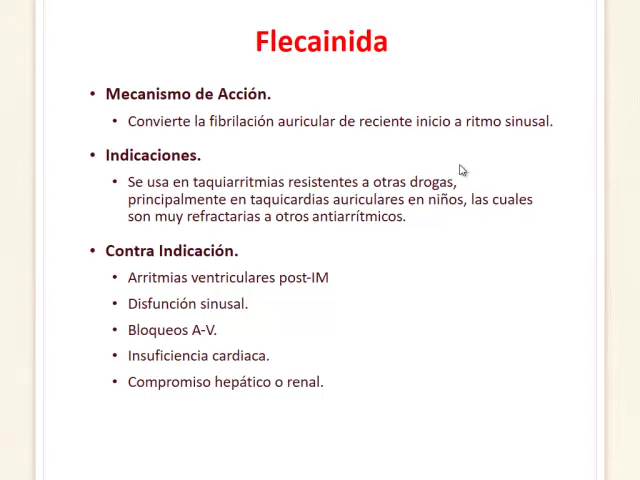 Flecainida
• Mecanismo de Acción.
• Convierte la fibrilación auricular de reciente inicio a ritmo sinusal.
• Indicaciones.
• Se usa en taquiarritmias resistentes a otras drogas,
principalmente en taquicardias auriculares en niños, las cuales
son muy refractarias a otros antiarrítmicos.
• Contra Indicación.
• Arritmias ventriculares post-IM
• Disfunción sinusal.
• Bloqueos A-V.
• Insuficiencia cardiaca.
• Compromiso hepático o renal.